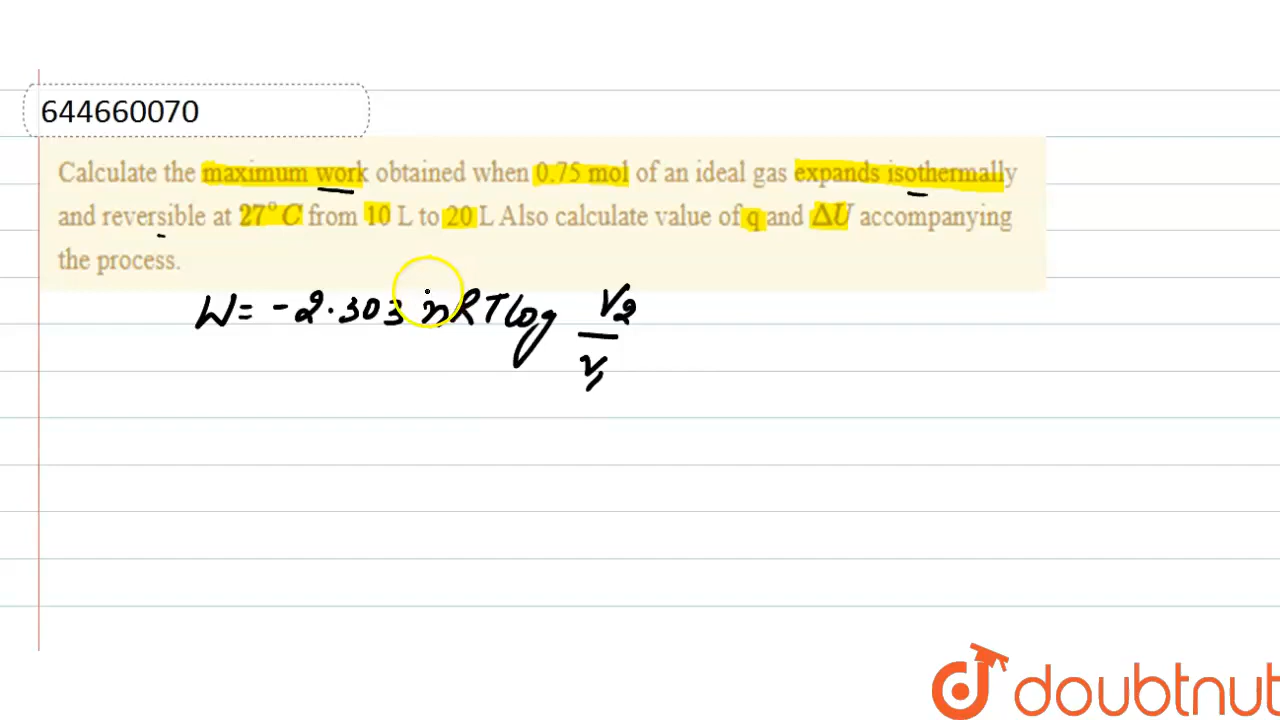 644660070
Calculate the maximum work obtained when 0.75 mol of an ideal gas expands isothermally
and reversible at 27°C from 10 L to 20 L Also calculate value of q and ΔU accompanying
the process.
W = -2.303 nRT log V2/V1
doubtnut